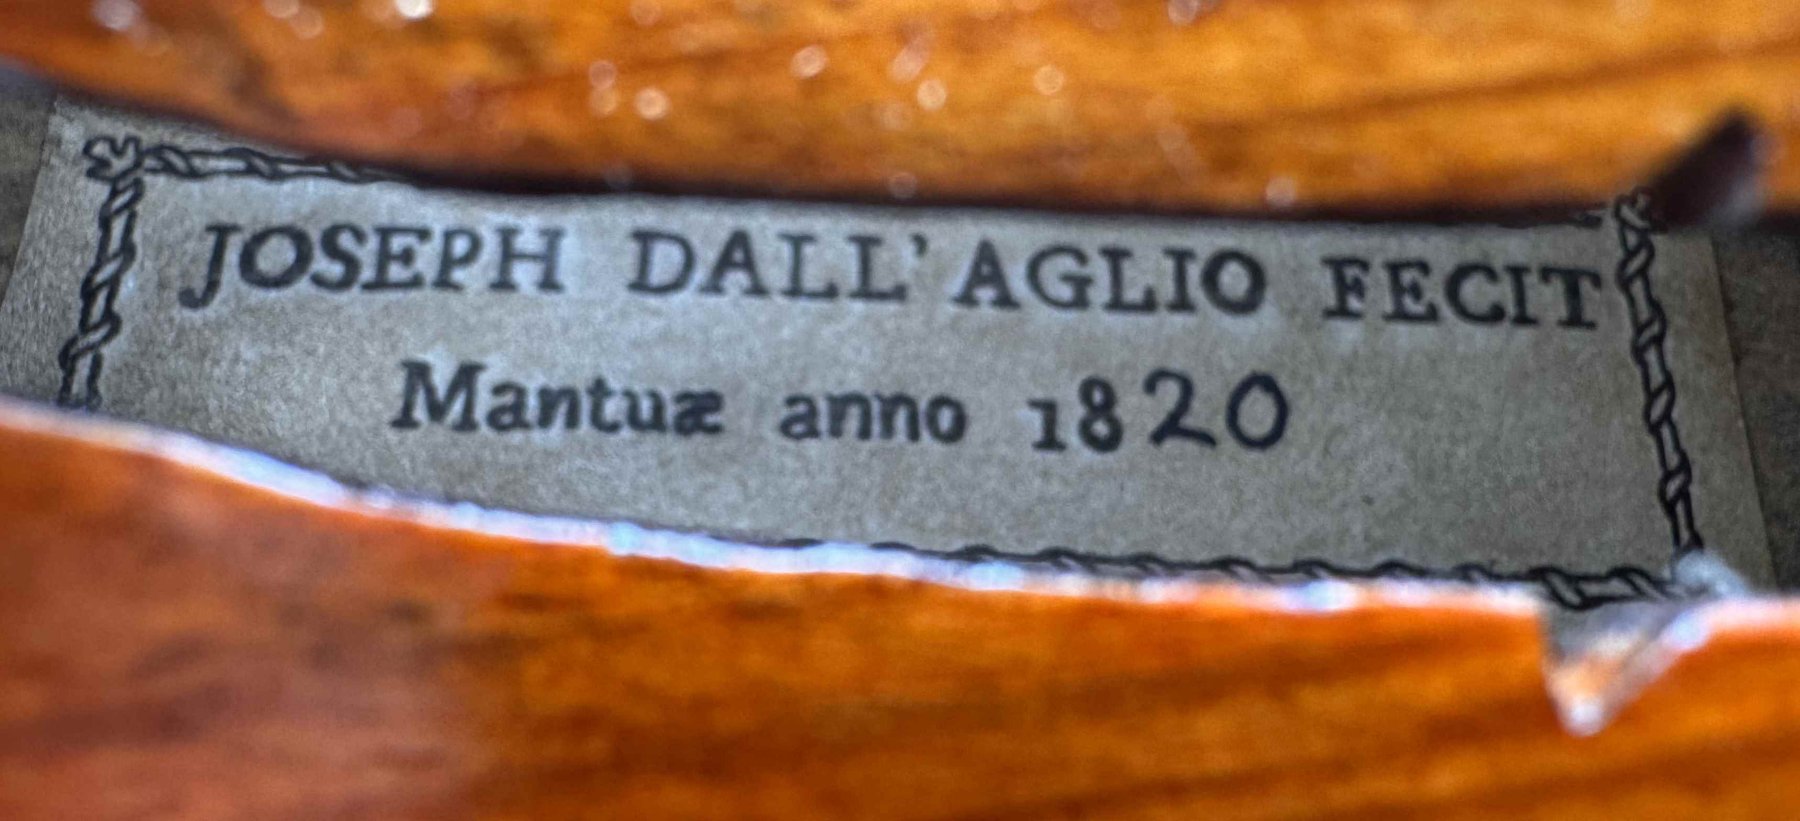 JOSEPH DALL' AGLIO FECIT
Mantuæ anno 1820